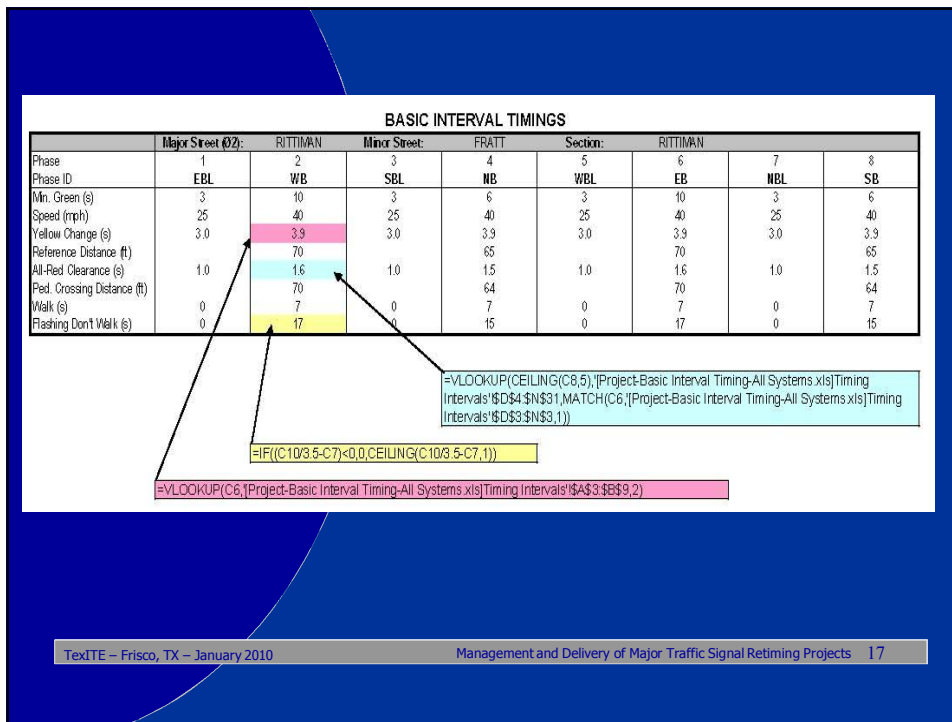 BASIC INTERVAL TIMINGS
Major Street (Ø2): RITTIMAN Minor Street: FRATT Section: RITTIMAN
Phase 1 2 3 4 5 6 7 8
Phase ID EBL WB SBL NB WBL EB NBL SB
Min. Green (s) 3 10 3 6 3 10 3 6
Speed (mph) 25 40 25 40 25 40 25 40
Yellow Change (s) 3.0 3.9 3.0 3.9 3.0 3.9 3.0 3.9
Reference Distance (ft) 70 65 70 65
All-Red Clearance (s) 1.0 1.6 1.0 1.5 1.0 1.6 1.0 1.5
Ped. Crossing Distance (ft) 70 64 70 64
Walk (s) 0 7 0 7 0 7 0 7
Flashing Don't Walk (s) 0 17 0 15 0 17 0 15
=VLOOKUP(CEILING(C8,5),'[Project-Basic Interval Timing-All Systems.xls]Timing
Intervals'!$D$4:$N$31,MATCH(C6,'[Project-Basic Interval Timing-All Systems.xls]Timing
Intervals'!$D$3:$N$3,1))
=IF((C10/3.5-C7)<0,0,CEILING(C10/3.5-C7,1))
=VLOOKUP(C6,'[Project-Basic Interval Timing-All Systems.xls]Timing Intervals'!$A$3:$B$9,2)
TexITE – Frisco, TX – January 2010 Management and Delivery of Major Traffic Signal Retiming Projects 17